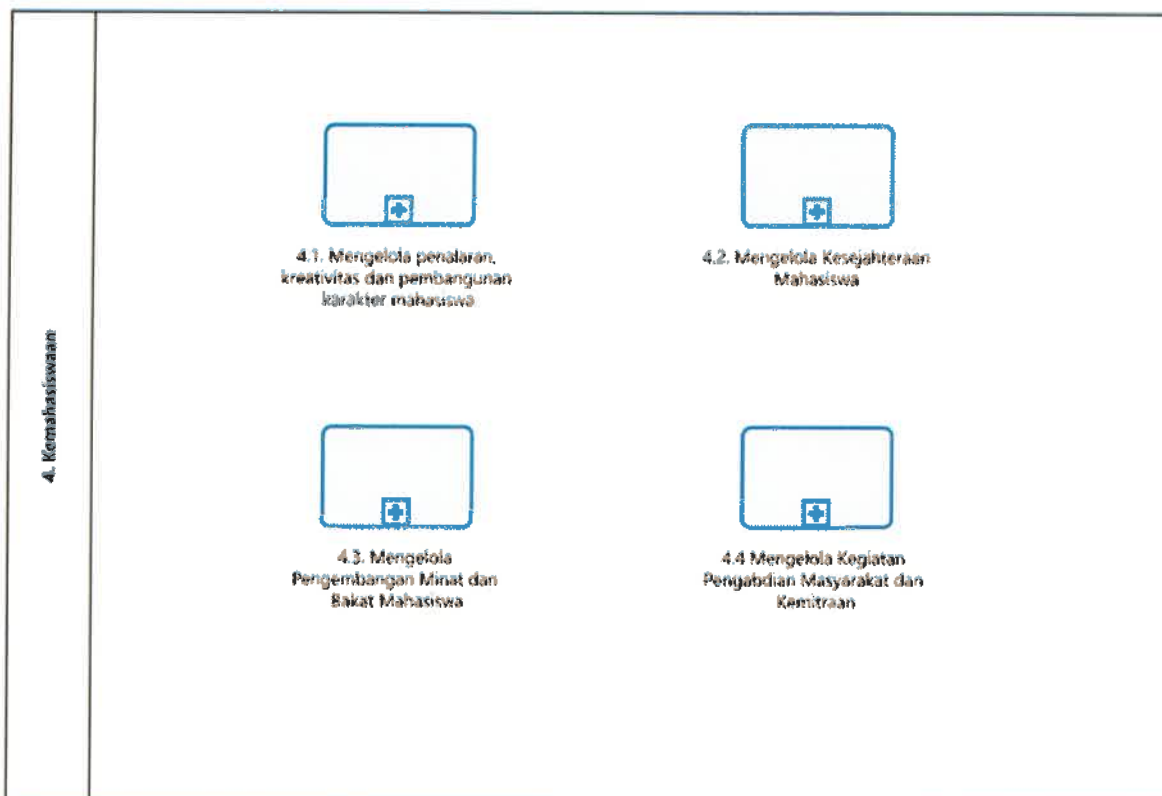 4. Kemahasiswaan
4.1. Mengelola penalaran,
kreativitas dan pembangunan
karakter mahasiswa
4.2. Mengelola Kesejahteraan
Mahasiswa
4.3. Mengelola
Pengembangan Minat dan
Bakat Mahasiswa
4.4 Mengelola Kegiatan
Pengabdian Masyarakat dan
Kemitraan